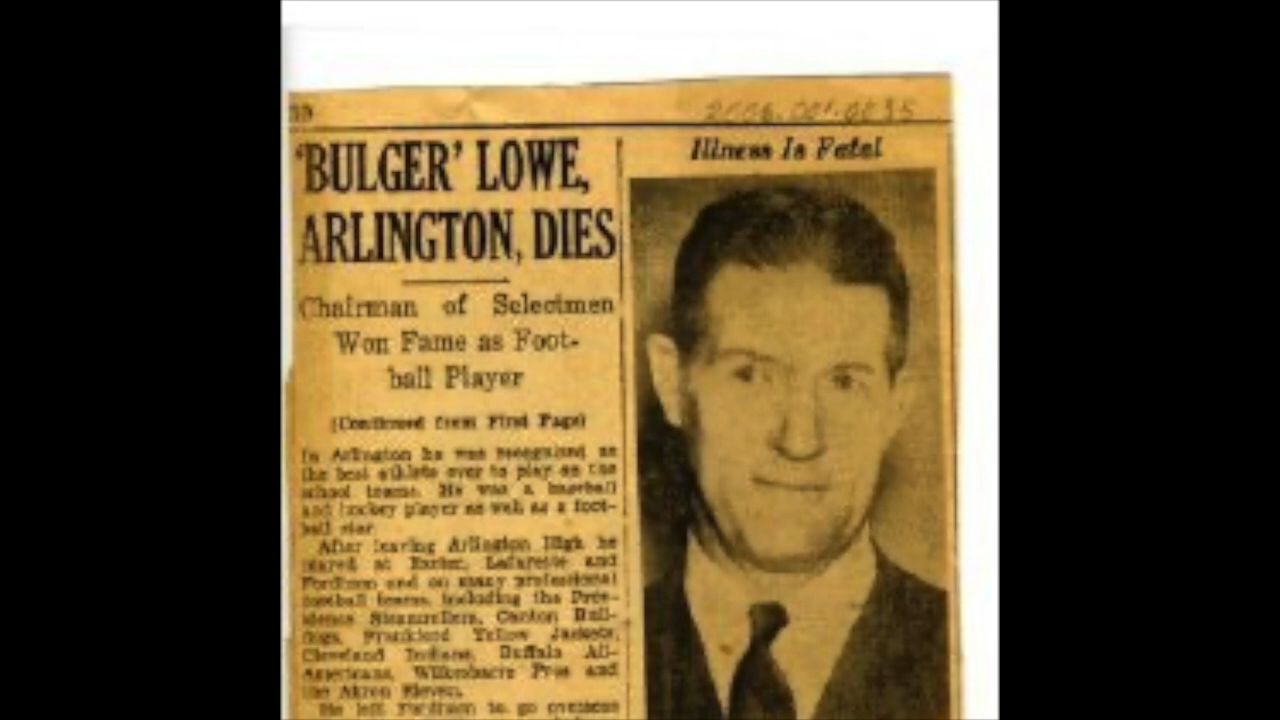 'BULGER' LOWE,
ARLINGTON, DIES
Chairman of Selectmen
Won Fame as Foot-
ball Player
(Continued from First Page)
In Arlington he was recognized as
the best athlete ever to play on the
school teams. He was a baseball
and hockey player as well as a foot-
ball star.
After leaving Arlington High he
played at Exeter, Lafayette and
Fordham and on many professional
football teams, including the Prov-
idence Steamrollers, Canton Bull-
dogs, Frankford Yellow Jackets,
Cleveland Indians, Buffalo All-
Americans, Wilkesbarre Pros and
the Akron Eleven.
He left Fordham to go overseas
Illness Is Fatal